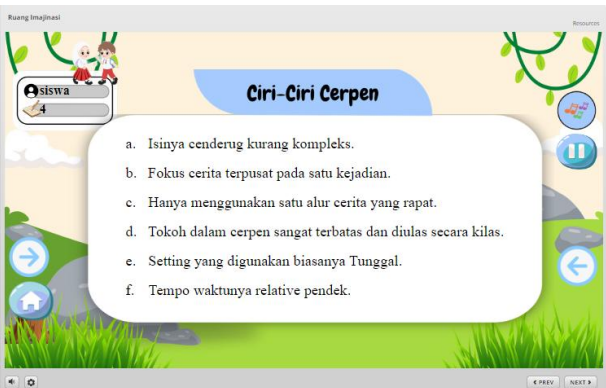 Ruang Imajinasi
Resources
siswa
4
Ciri-Ciri Cerpen
a. Isinya cenderug kurang kompleks.
b. Fokus cerita terpusat pada satu kejadian.
c. Hanya menggunakan satu alur cerita yang rapat.
d. Tokoh dalam cerpen sangat terbatas dan diulas secara kilas.
e. Setting yang digunakan biasanya Tunggal.
f. Tempo waktunya relative pendek.
PREV
NEXT